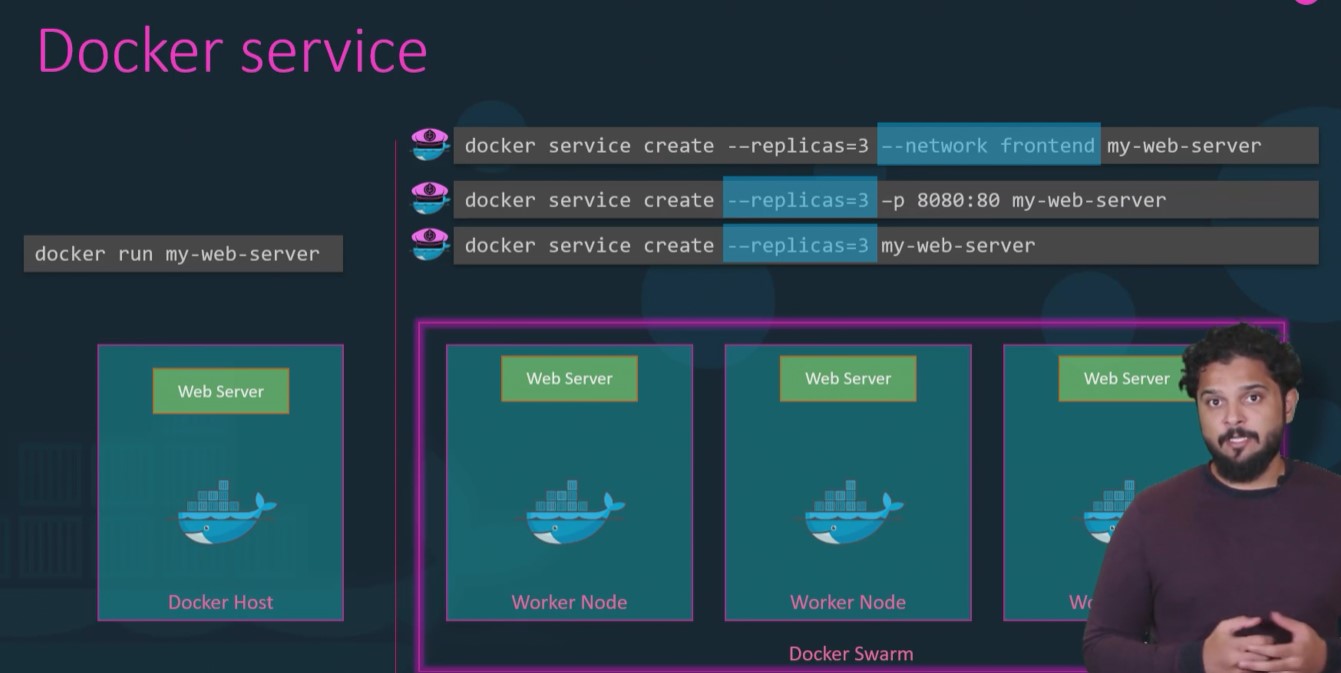 Docker service
docker run my-web-server
docker service create --replicas=3 --network frontend my-web-server
docker service create --replicas=3 -p 8080:80 my-web-server
docker service create --replicas=3 my-web-server
Web Server
Docker Host
Web Server
Web Server
Web Server
Worker Node
Worker Node
Docker Swarm